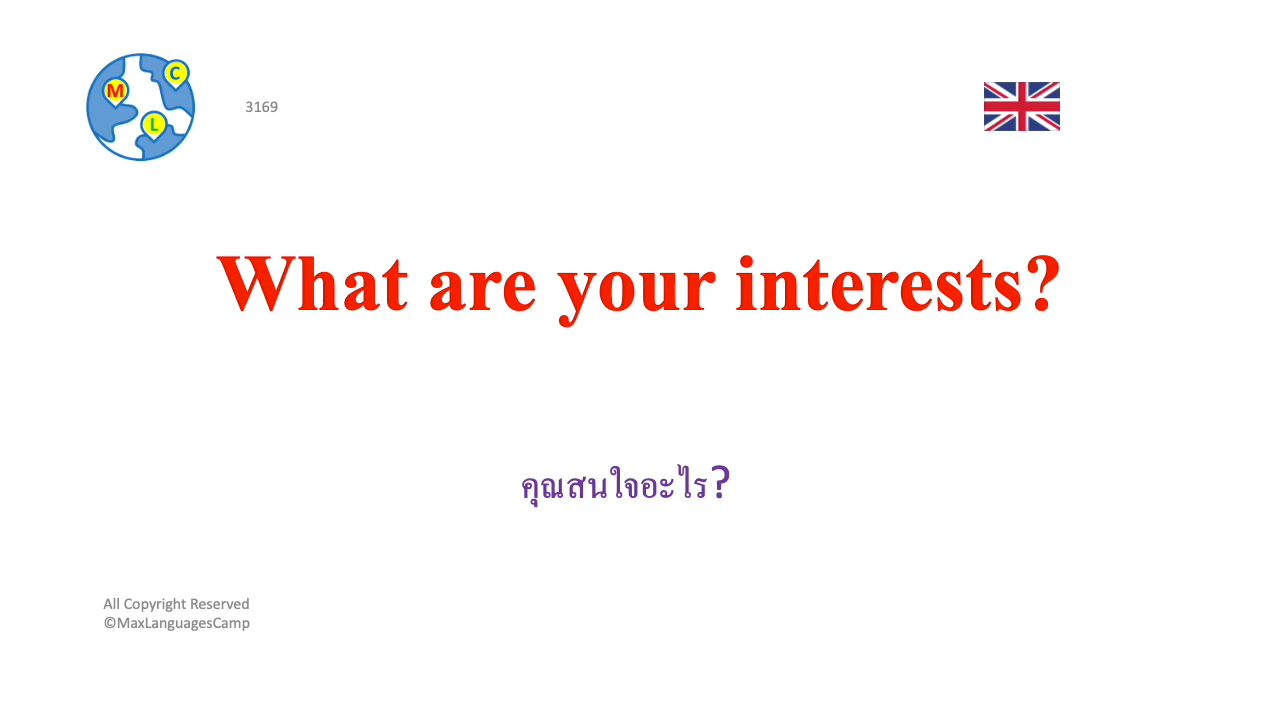 M
C
L
3169
What are your interests?
คุณสนใจอะไร?
All Copyright Reserved
©MaxLanguagesCamp